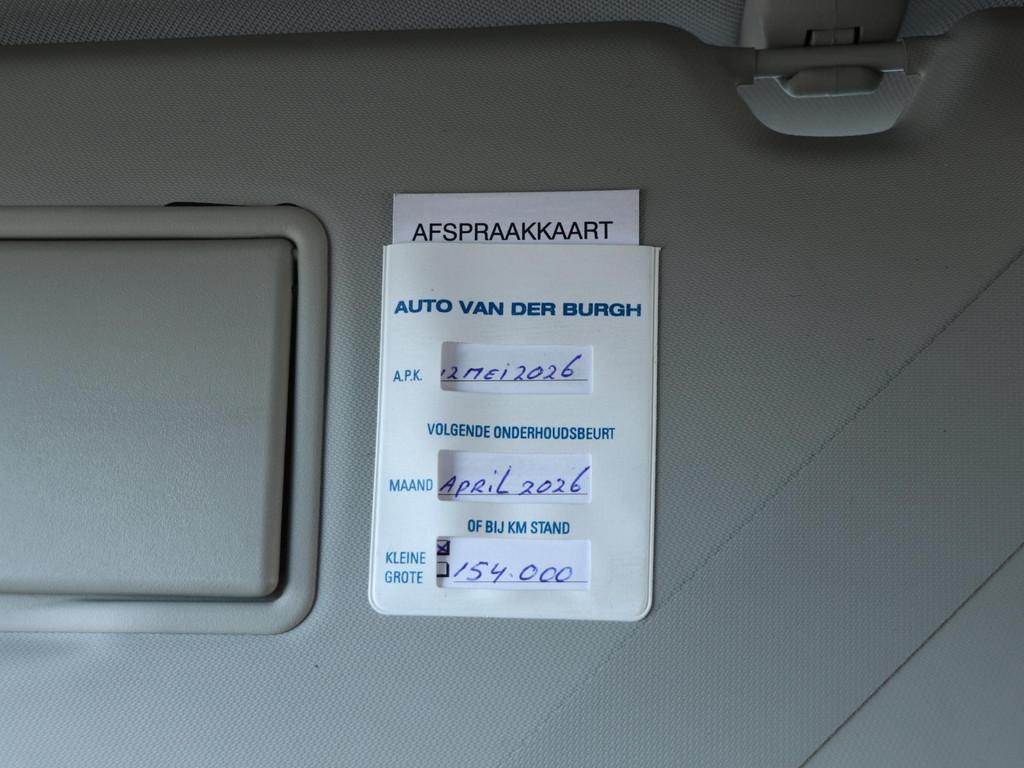 AFSPRAAKKAART
AUTO VAN DER BURGH
A.P.K. 12 MEI 2026
VOLGENDE ONDERHOUDSBEURT
MAAND APRIL 2026
OF BIJ KM STAND
KLEINE
GROTE 154.000